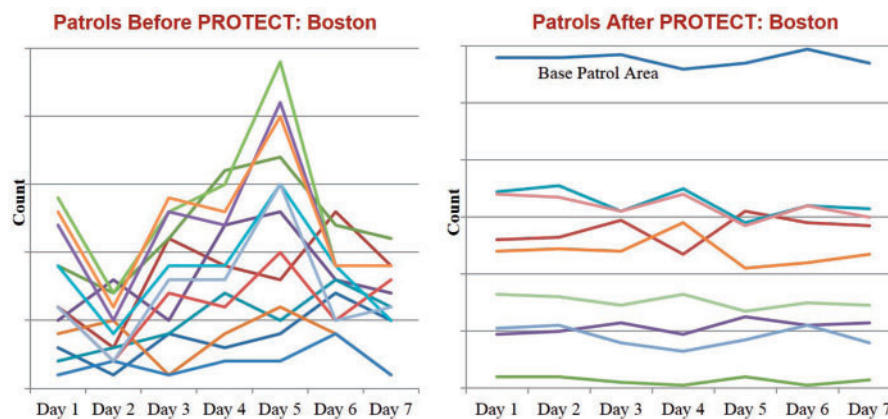 Patrols Before PROTECT: Boston
Count
Day 1 Day 2 Day 3 Day 4 Day 5 Day 6 Day 7
Patrols After PROTECT: Boston
Base Patrol Area
Count
Day 1 Day 2 Day 3 Day 4 Day 5 Day 6 Day 7